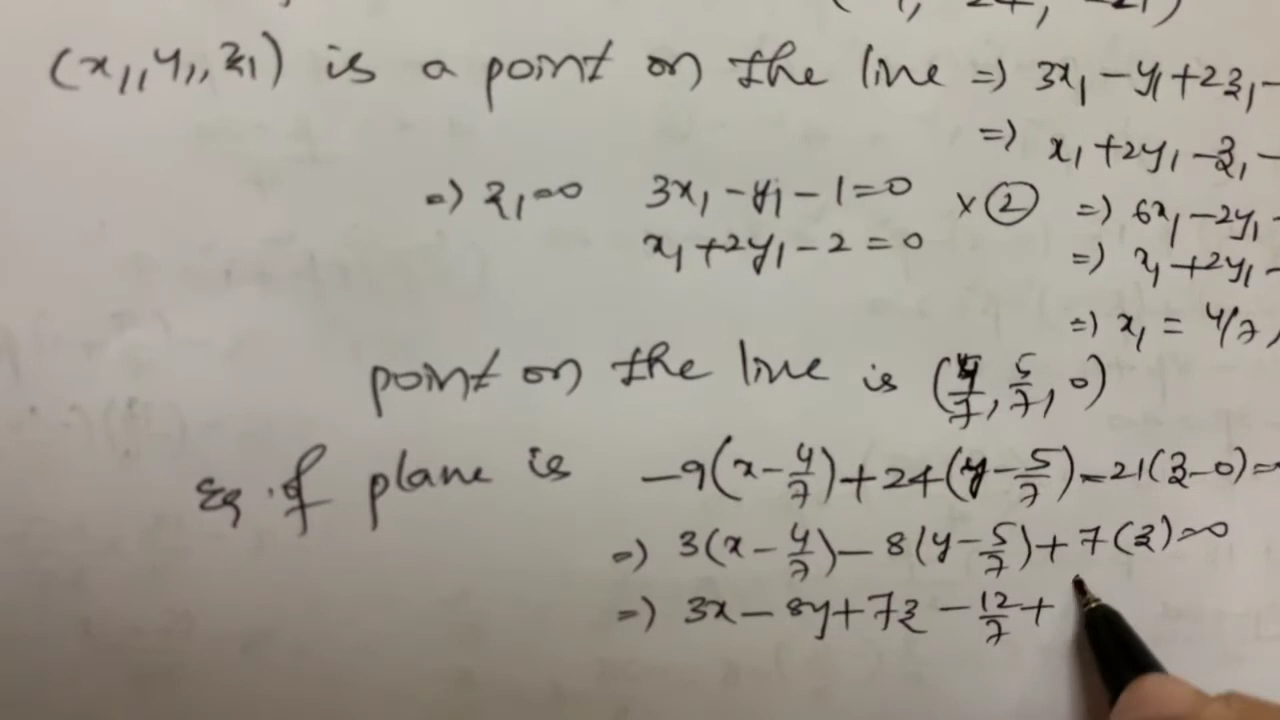 (x₁, y₁, z₁) is a point on the line => 3x₁ - y₁ + 2z₁ -
=> x₁ + 2y₁ - z₁ -
=> z₁ = 0 3x₁ - y₁ - 1 = 0 × ② => 6x₁ - 2y₁ -
x₁ + 2y₁ - 2 = 0 => x₁ + 2y₁ -
=> x₁ = 4/7,
point on the line is (4/7, 5/7, 0)
Eq. of plane is -9(x - 4/7) + 24(y - 5/7) - 21(z - 0) =
=> 3(x - 4/7) - 8(y - 5/7) + 7(z) = 0
=> 3x - 8y + 7z - 12/7 +